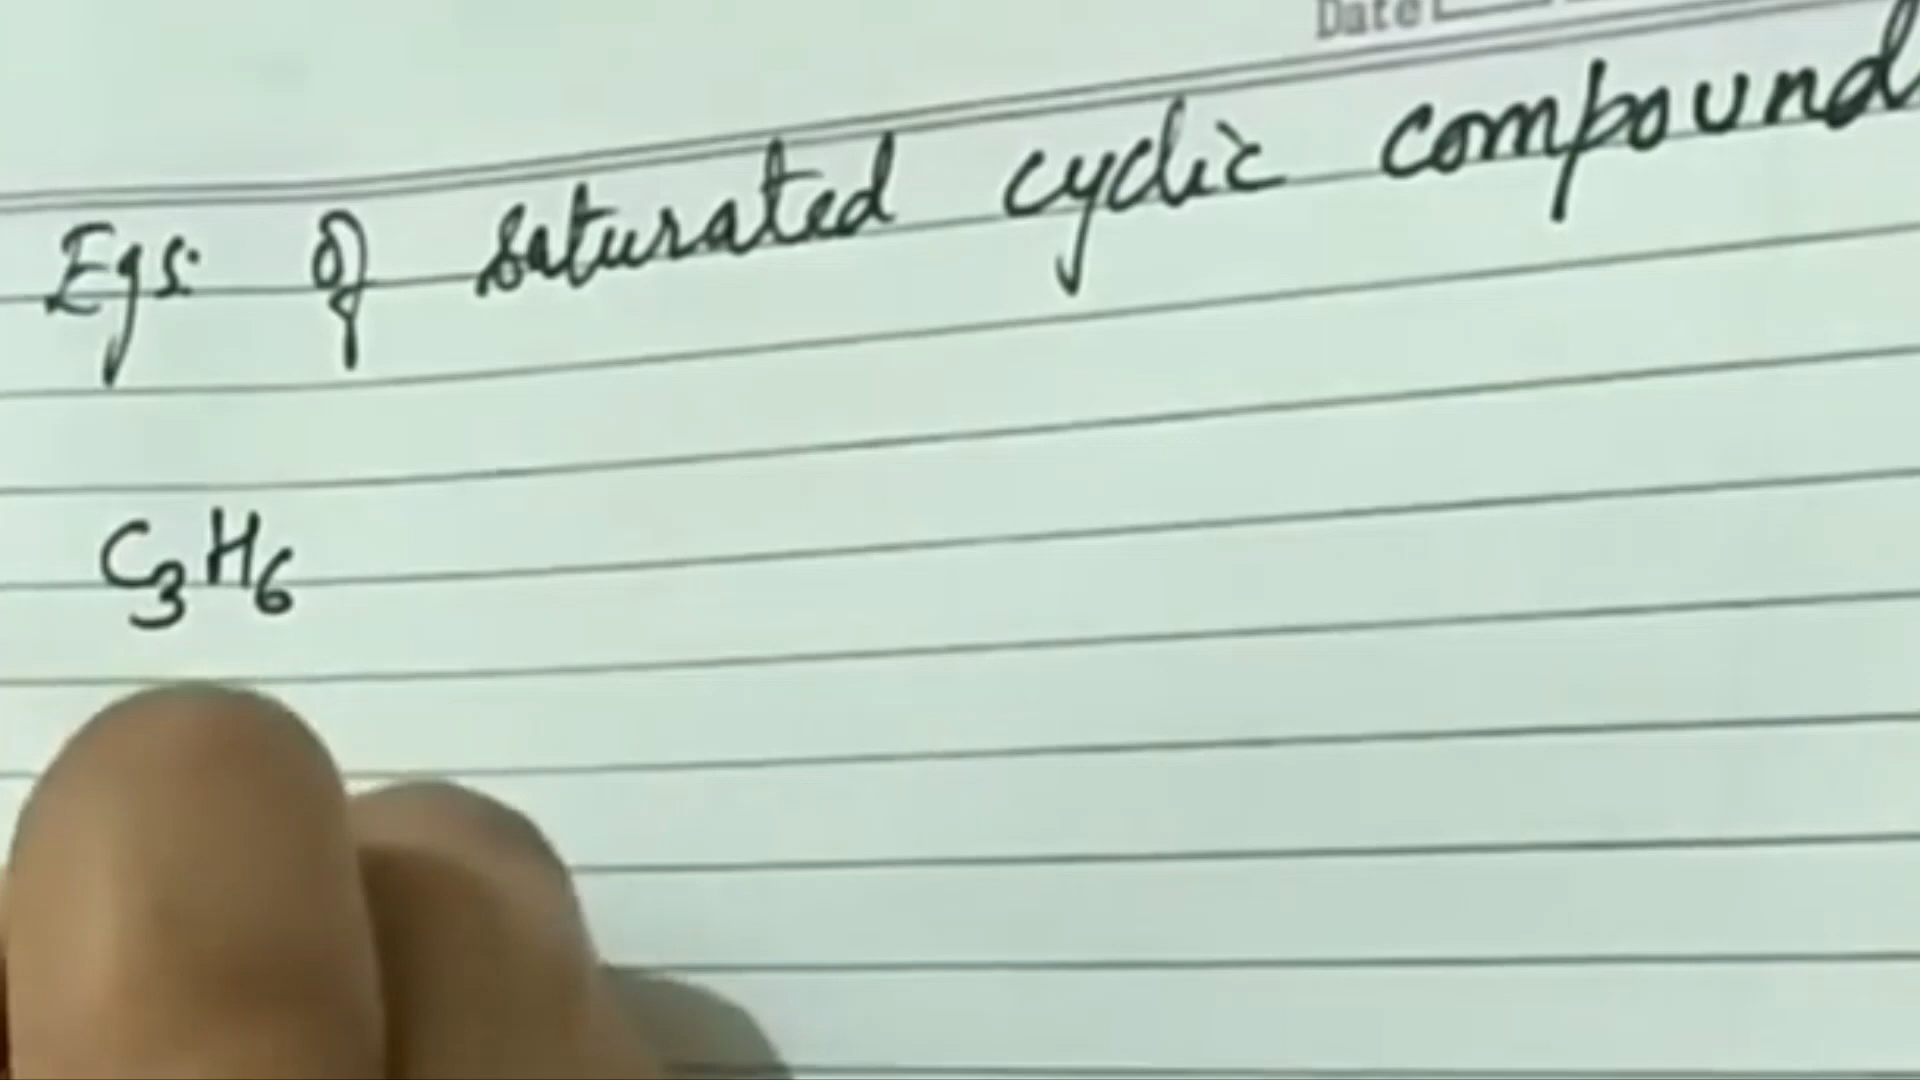 Date
Egs. of saturated cyclic compound
C₃H₆